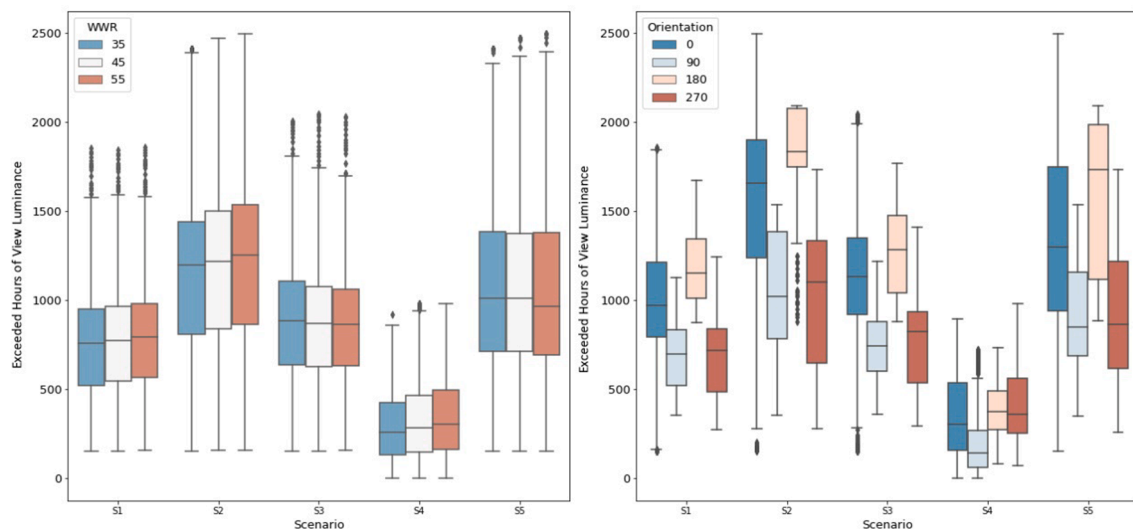 WWR
35
45
55
Exceeded Hours of View Luminance
2500
2000
1500
1000
500
0
S1 S2 S3 S4 S5
Scenario
Orientation
0
90
180
270
Exceeded Hours of View Luminance
2500
2000
1500
1000
500
0
S1 S2 S3 S4 S5
Scenario